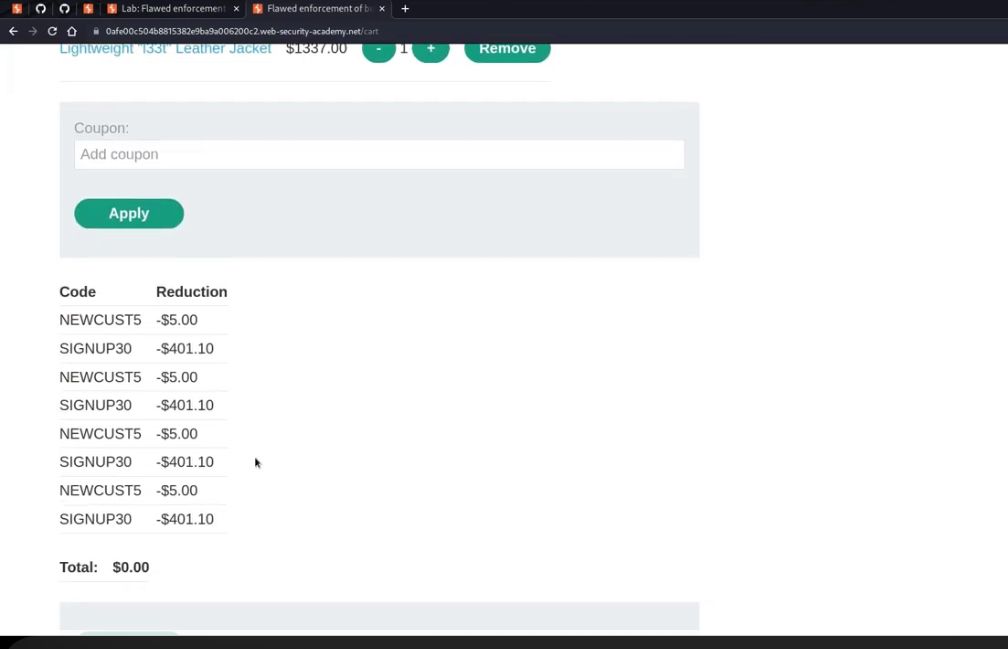 Lab: Flawed enforcement
Flawed enforcement of b
0afe00c504b8815382e9ba9a006200c2.web-security-academy.net/cart
Lightweight "l33t" Leather Jacket $1337.00 - 1 + Remove
Coupon:
Add coupon
Apply
Code Reduction
NEWCUST5 -$5.00
SIGNUP30 -$401.10
NEWCUST5 -$5.00
SIGNUP30 -$401.10
NEWCUST5 -$5.00
SIGNUP30 -$401.10
NEWCUST5 -$5.00
SIGNUP30 -$401.10
Total: $0.00